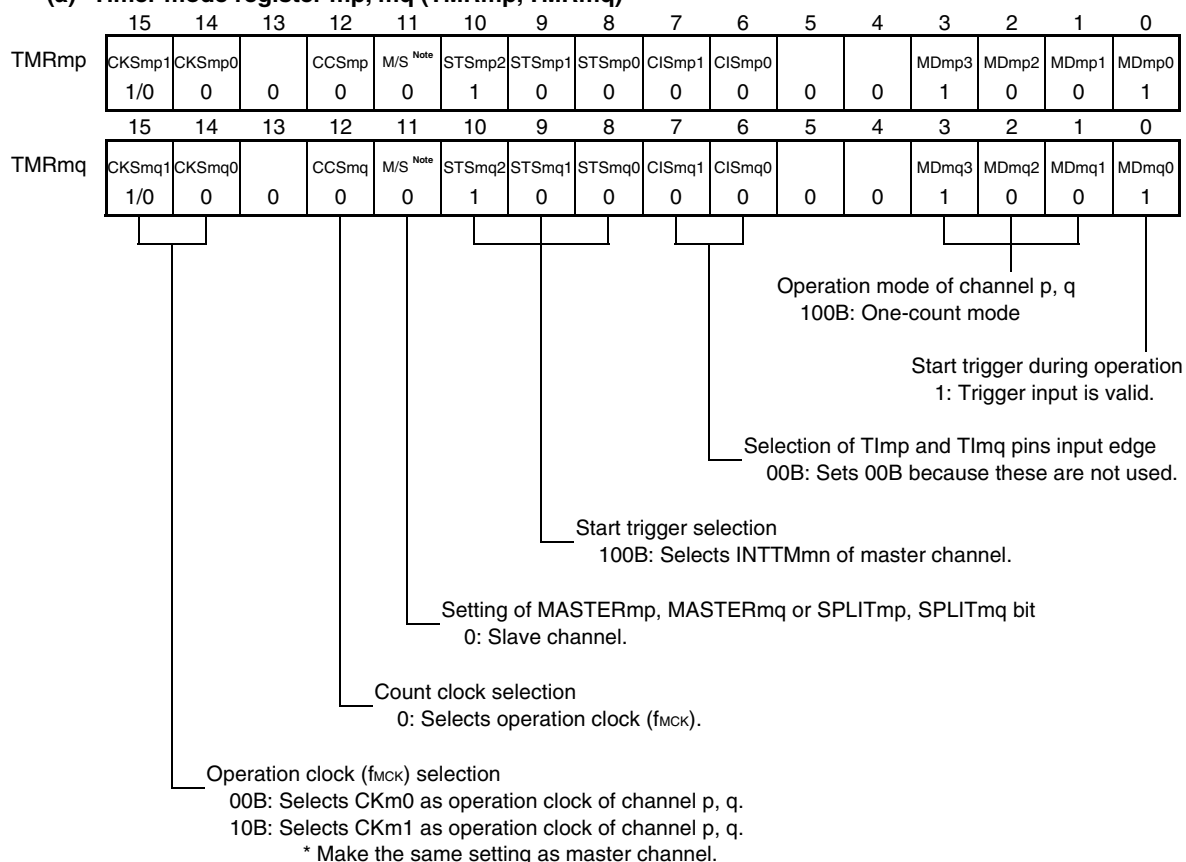 (a) Timer mode register mp, mq (TMRmp, TMRmq)
15 14 13 12 11 10 9 8 7 6 5 4 3 2 1 0
TMRmp CKSmp1 CKSmp0 CCSmp M/S Note STSmp2 STSmp1 STSmp0 CISmp1 CISmp0 MDmp3 MDmp2 MDmp1 MDmp0
1/0 0 0 0 0 1 0 0 0 0 0 0 1 0 0 1
15 14 13 12 11 10 9 8 7 6 5 4 3 2 1 0
TMRmq CKSmq1 CKSmq0 CCSmq M/S Note STSmq2 STSmq1 STSmq0 CISmq1 CISmq0 MDmq3 MDmq2 MDmq1 MDmq0
1/0 0 0 0 0 1 0 0 0 0 0 0 1 0 0 1
Operation mode of channel p, q
100B: One-count mode
Start trigger during operation
1: Trigger input is valid.
Selection of TImp and TImq pins input edge
00B: Sets 00B because these are not used.
Start trigger selection
100B: Selects INTTMmn of master channel.
Setting of MASTERmp, MASTERmq or SPLITmp, SPLITmq bit
0: Slave channel.
Count clock selection
0: Selects operation clock (fMCK).
Operation clock (fMCK) selection
00B: Selects CKm0 as operation clock of channel p, q.
10B: Selects CKm1 as operation clock of channel p, q.
* Make the same setting as master channel.